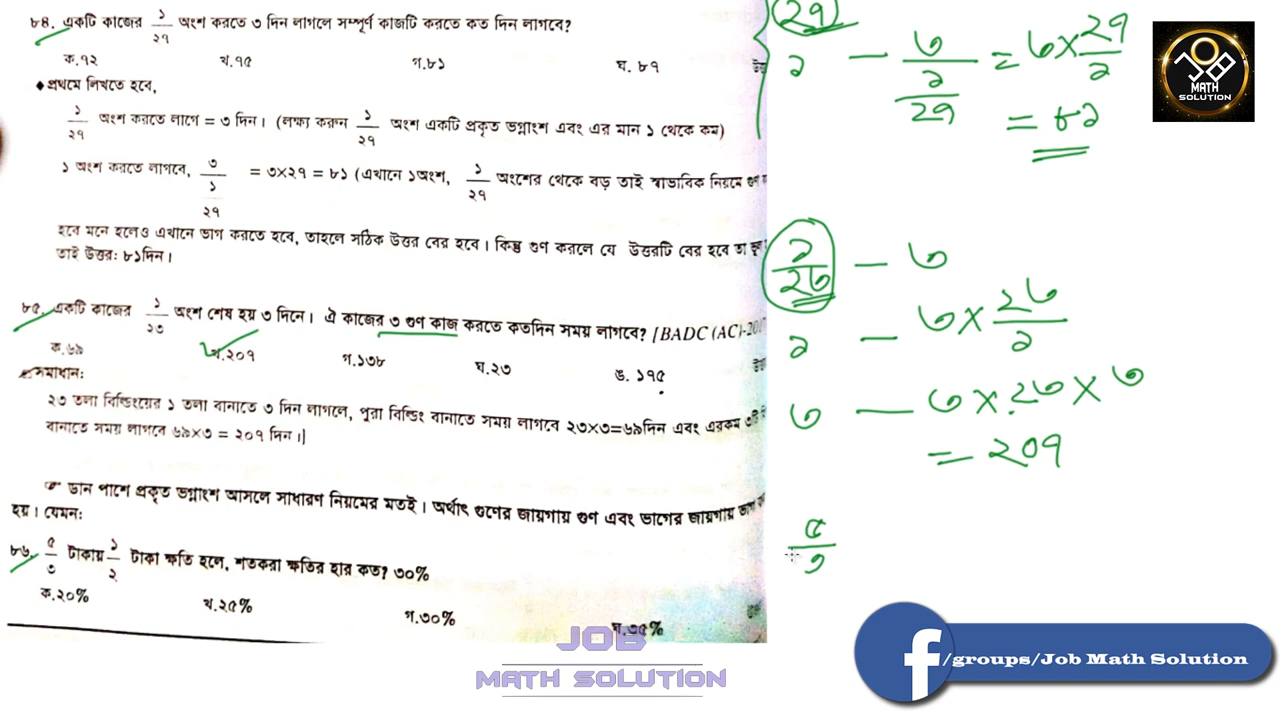 ৮৪. একটি কাজের ১/২৭ অংশ করতে ৩ দিন লাগলে সম্পূর্ণ কাজটি করতে কত দিন লাগবে?
ক.৭২ খ.৭৫ গ.৮১ ঘ. ৮৭
◆প্রথমে লিখতে হবে,
১/২৭ অংশ করতে লাগে = ৩ দিন। (লক্ষ্য করুন ১/২৭ অংশ একটি প্রকৃত ভগ্নাংশ এবং এর মান ১ থেকে কম)
১ অংশ করতে লাগবে, ৩/(১/২৭) = ৩×২৭ = ৮১ (এখানে ১অংশ, ১/২৭ অংশের থেকে বড় তাই স্বাভাবিক নিয়মে গুণ
হবে মনে হলেও এখানে ভাগ করতে হবে, তাহলে সঠিক উত্তর বের হবে। কিন্তু গুণ করলে যে উত্তরটি বের হবে তা
তাই উত্তর: ৮১দিন।
৮৫. একটি কাজের ১/২৩ অংশ শেষ হয় ৩ দিনে। ঐ কাজের ৩ গুণ কাজ করতে কতদিন সময় লাগবে? [BADC (AC)-2017
ক.৬৯ খ.২০৭ গ.১৩৮ ঘ.২৩ ঙ. ১৭৫
সমাধান:
২৩ তলা বিল্ডিংয়ের ১ তলা বানাতে ৩ দিন লাগলে, পুরা বিল্ডিং বানাতে সময় লাগবে ২৩×৩=৬৯দিন এবং এরকম ৩টি
বানাতে সময় লাগবে ৬৯×৩ = ২০৭ দিন।]
☞ ডান পাশে প্রকৃত ভগ্নাংশ আসলে সাধারণ নিয়মের মতই। অর্থাৎ গুণের জায়গায় গুণ এবং ভাগের জায়গায় ভাগ
হয়। যেমন:
৮৬. ৫/৩ টাকায় ১/২ টাকা ক্ষতি হলে, শতকরা ক্ষতির হার কত? ৩০%
ক.২০% খ.২৫% গ.৩০% ঘ.৩৫%
২৭
১ — ৩/(১/২৭) = ৩×২৭/১
= ৮১
১/২৩ — ৩
১ — ৩×২৩/১
৩ — ৩×২৩×৩
= ২০৭
৫/৩
JOB
MATH
SOLUTION
JOB
MATH SOLUTION
f/groups/Job Math Solution